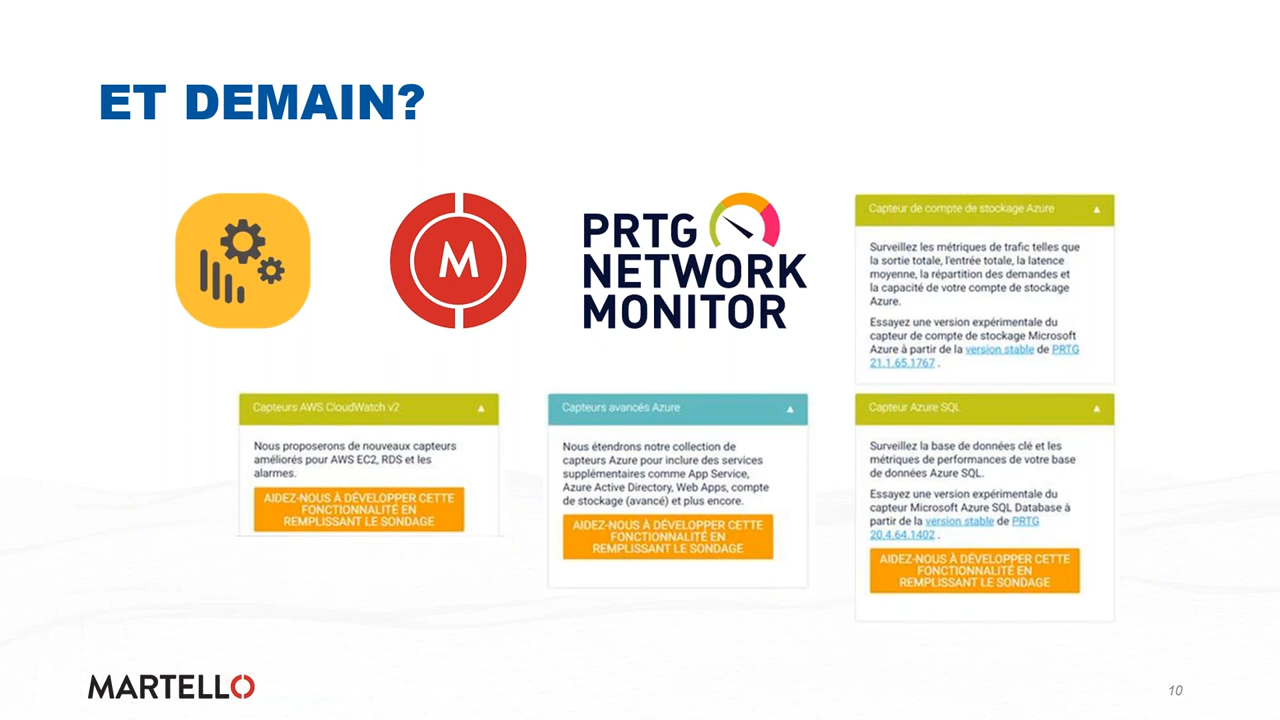 ET DEMAIN?
M
PRTG
NETWORK
MONITOR
Capteur de compte de stockage Azure
Surveillez les métriques de trafic telles que
la sortie totale, l'entrée totale, la latence
moyenne, la répartition des demandes et
la capacité de votre compte de stockage
Azure.
Essayez une version expérimentale du
capteur de compte de stockage Microsoft
Azure à partir de la version stable de PRTG
21.1.65.1767 .
Capteurs AWS CloudWatch v2
Nous proposerons de nouveaux capteurs
améliorés pour AWS EC2, RDS et les
alarmes.
AIDEZ-NOUS À DÉVELOPPER CETTE
FONCTIONNALITÉ EN
REMPLISSANT LE SONDAGE
Capteurs avancés Azure
Nous étendrons notre collection de
capteurs Azure pour inclure des services
supplémentaires comme App Service,
Azure Active Directory, Web Apps, compte
de stockage (avancé) et plus encore.
AIDEZ-NOUS À DÉVELOPPER CETTE
FONCTIONNALITÉ EN
REMPLISSANT LE SONDAGE
Capteur Azure SQL
Surveillez la base de données clé et les
métriques de performances de votre base
de données Azure SQL.
Essayez une version expérimentale du
capteur Microsoft Azure SQL Database à
partir de la version stable de PRTG
20.4.64.1402 .
AIDEZ-NOUS À DÉVELOPPER CETTE
FONCTIONNALITÉ EN
REMPLISSANT LE SONDAGE
MARTELLO
10